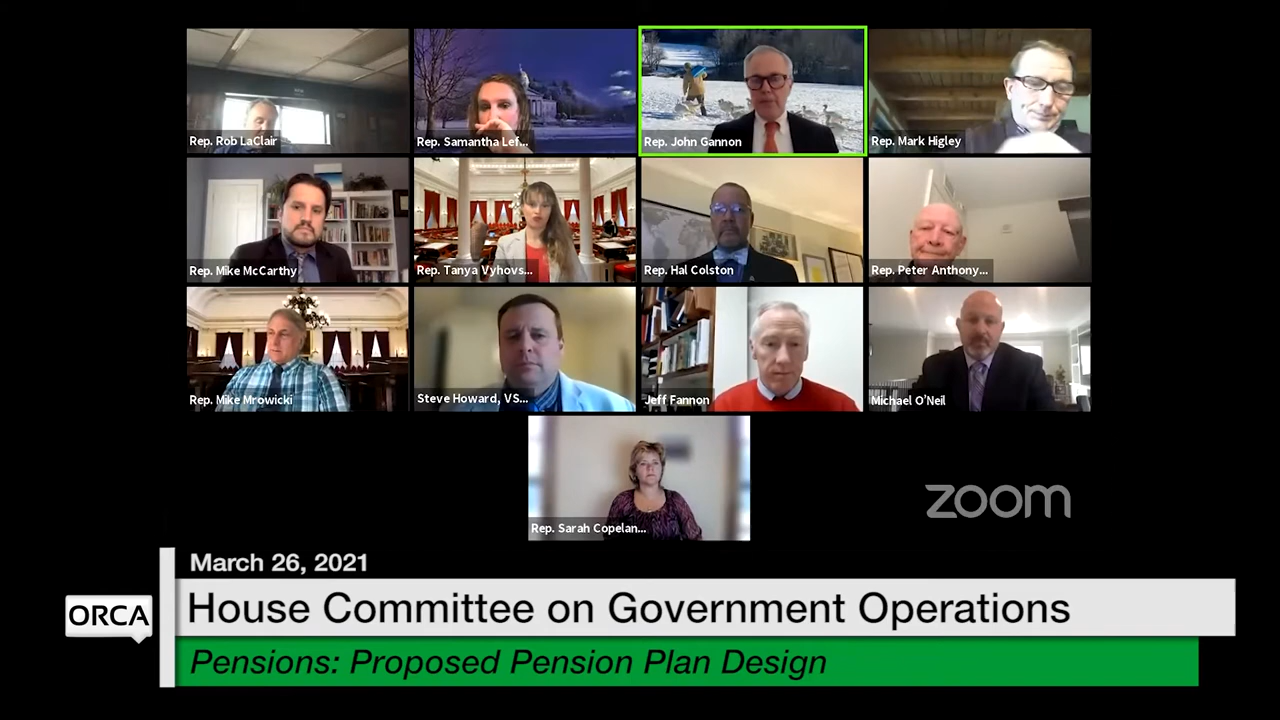 Rep. Rob LaClair
Rep. Samantha Lef...
Rep. John Gannon
Rep. Mark Higley
Rep. Mike McCarthy
Rep. Tanya Vyhovs...
Rep. Hal Colston
Rep. Peter Anthony...
Rep. Mike Mrowicki
Steve Howard, VS...
Jeff Fannon
Michael O'Neil
Rep. Sarah Copelan...
zoom
March 26, 2021
ORCA
House Committee on Government Operations
Pensions: Proposed Pension Plan Design